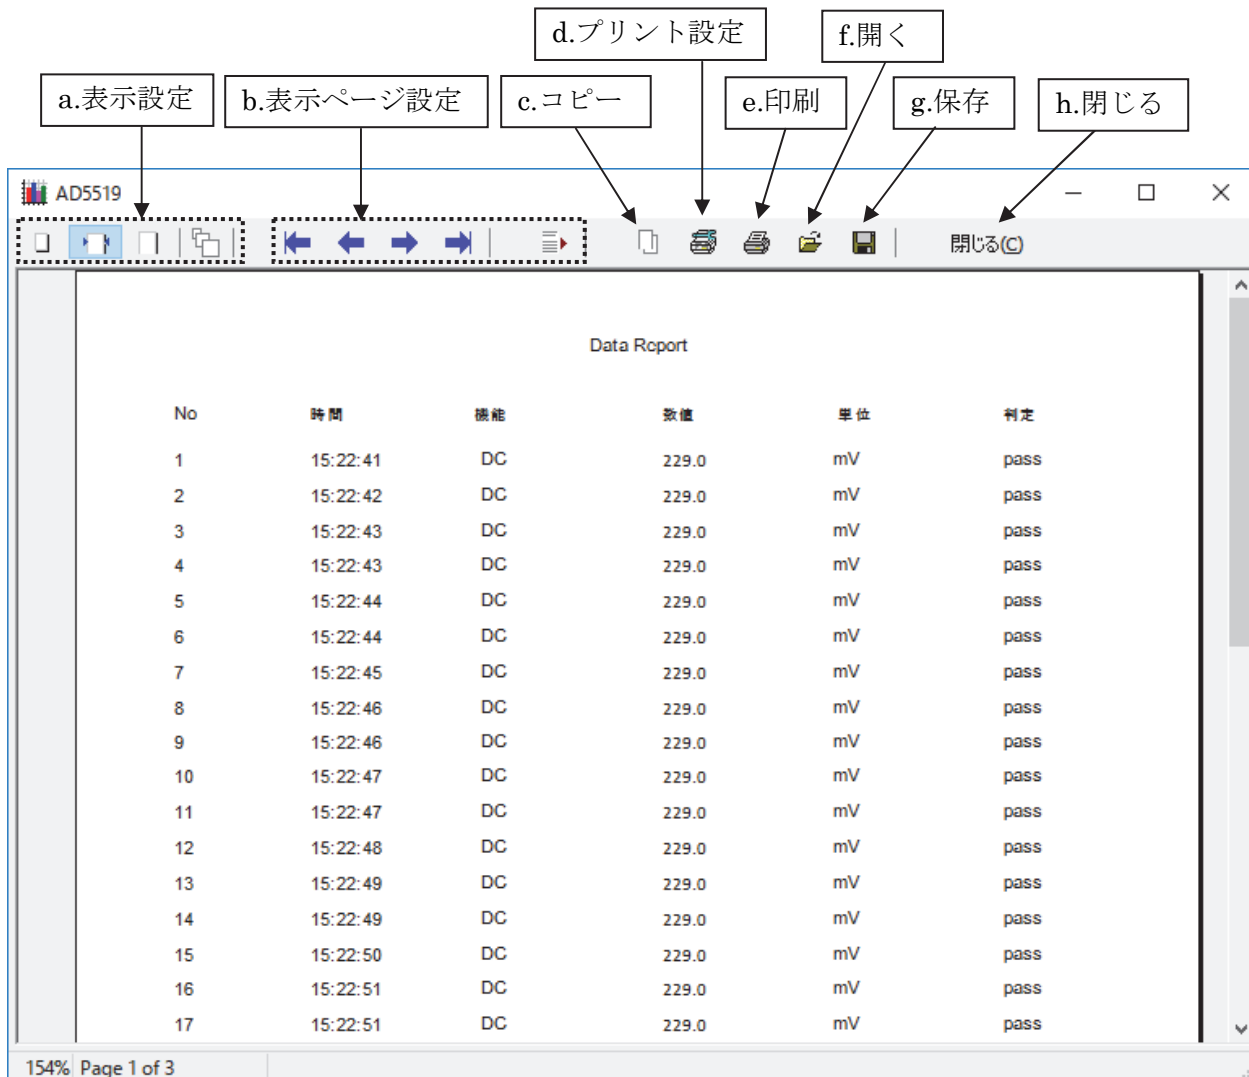 d.プリント設定 f.開く
a.表示設定 b.表示ページ設定 c.コピー e.印刷 g.保存 h.閉じる
AD5519
閉じる(C)
Data Report
No 時間 機能 数値 単位 判定
1 15:22:41 DC 229.0 mV pass
2 15:22:42 DC 229.0 mV pass
3 15:22:43 DC 229.0 mV pass
4 15:22:43 DC 229.0 mV pass
5 15:22:44 DC 229.0 mV pass
6 15:22:44 DC 229.0 mV pass
7 15:22:45 DC 229.0 mV pass
8 15:22:46 DC 229.0 mV pass
9 15:22:46 DC 229.0 mV pass
10 15:22:47 DC 229.0 mV pass
11 15:22:47 DC 229.0 mV pass
12 15:22:48 DC 229.0 mV pass
13 15:22:49 DC 229.0 mV pass
14 15:22:49 DC 229.0 mV pass
15 15:22:50 DC 229.0 mV pass
16 15:22:51 DC 229.0 mV pass
17 15:22:51 DC 229.0 mV pass
154% Page 1 of 3